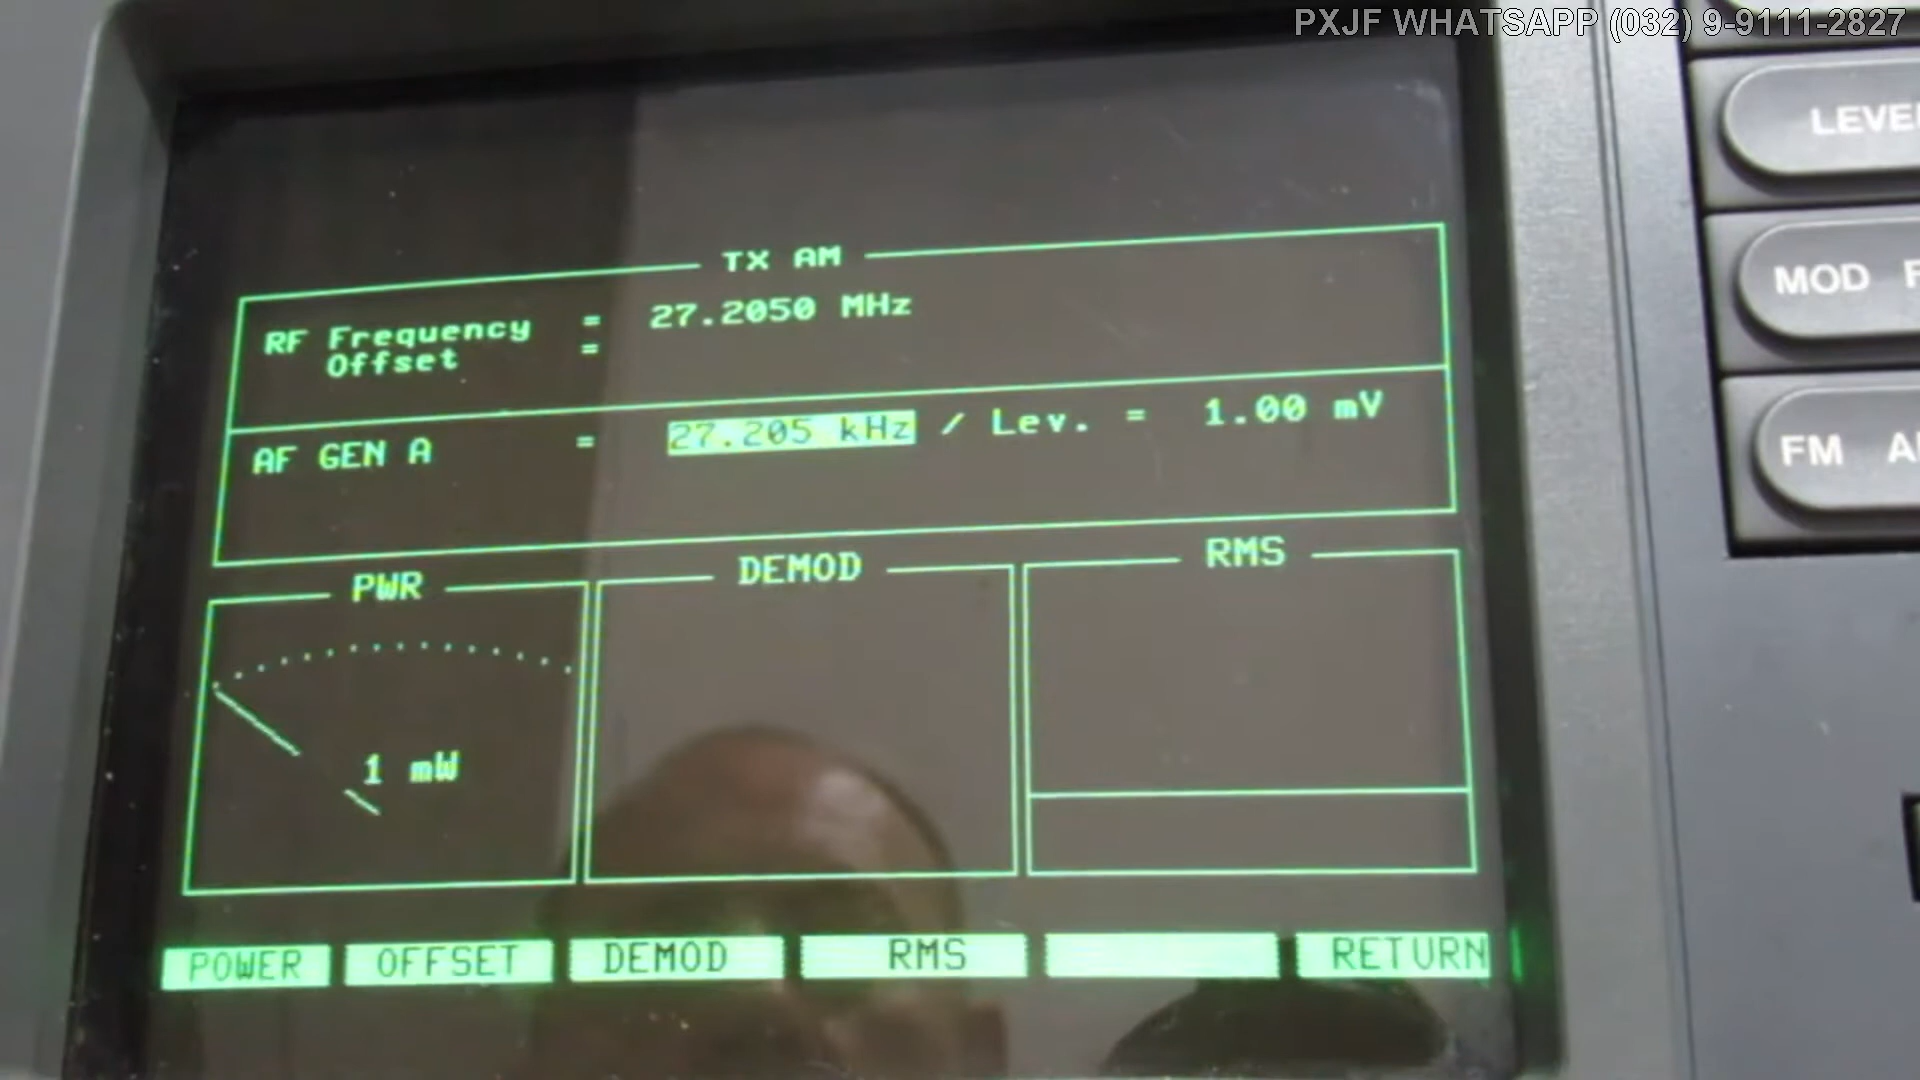 PXJF WHATSAPP (032) 9-9111-2827
LEVEL
MOD
FM
TX AM
RF Frequency = 27.2050 MHz
Offset =
AF GEN A = 27.205 kHz / Lev. = 1.00 mV
PWR
DEMOD
RMS
1 mW
POWER OFFSET DEMOD RMS RETURN